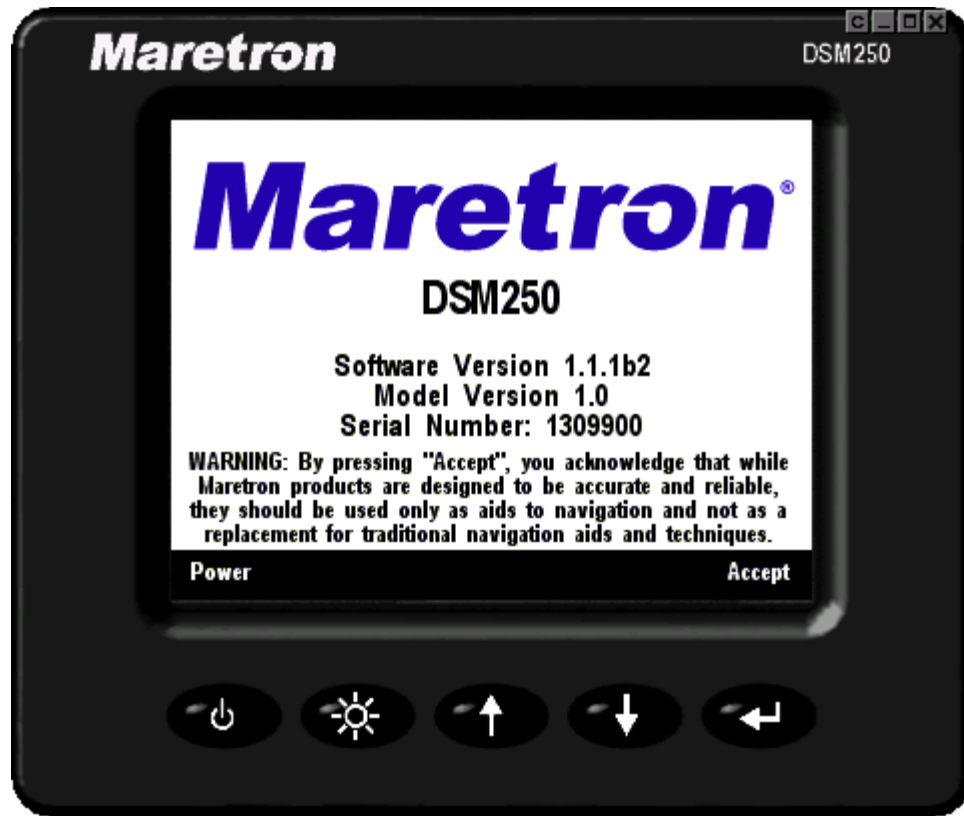 C
Maretron
DSM250
Maretron®
DSM250
Software Version 1.1.1b2
Model Version 1.0
Serial Number: 1309900
WARNING: By pressing "Accept", you acknowledge that while
Maretron products are designed to be accurate and reliable,
they should be used only as aids to navigation and not as a
replacement for traditional navigation aids and techniques.
Power Accept